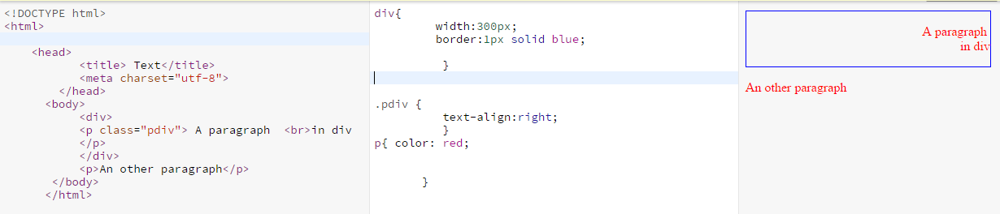 <!DOCTYPE html>
<html>
<head>
<title> Text</title>
<meta charset="utf-8">
</head>
<body>
<div>
<p class="pdiv"> A paragraph  <br>in div
</p>
</div>
<p>An other paragraph</p>
</body>
</html>
div{
width:300px;
border:1px solid blue;
}
.pdiv {
text-align:right;
}
p{ color: red;
}
A paragraph
in div
An other paragraph